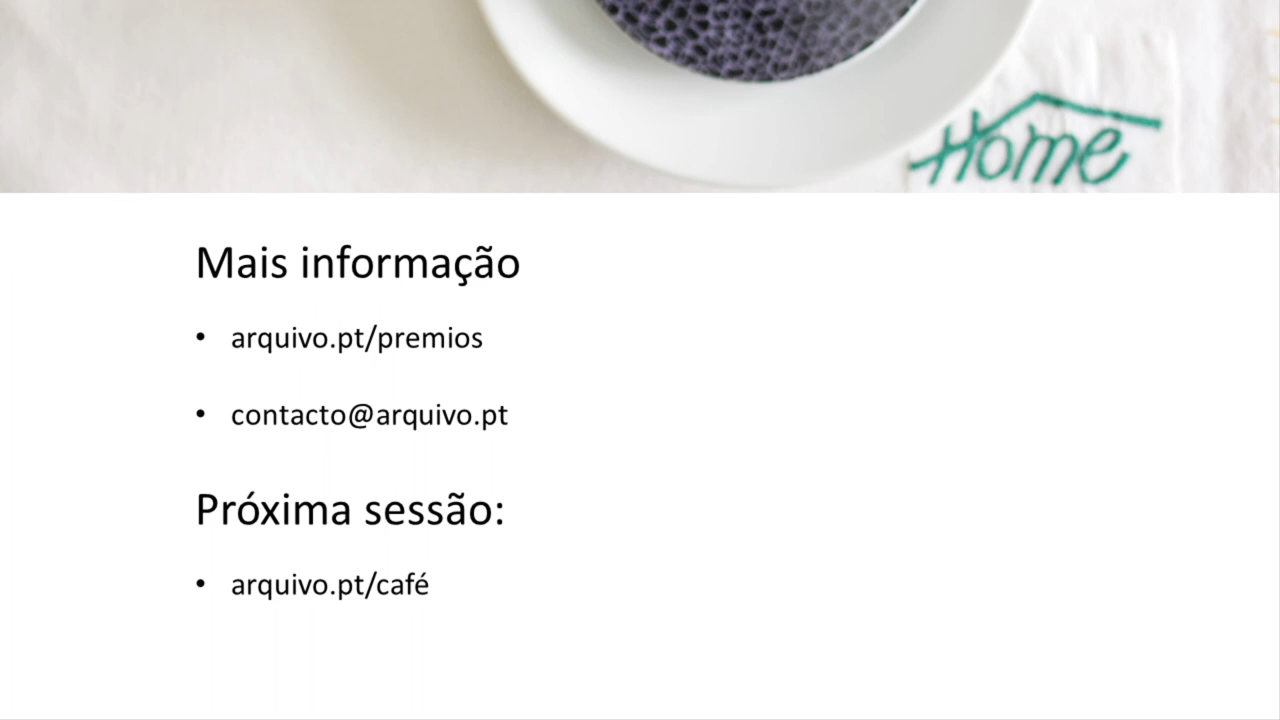 Home
Mais informação
• arquivo.pt/premios
• contacto@arquivo.pt
Próxima sessão:
• arquivo.pt/café